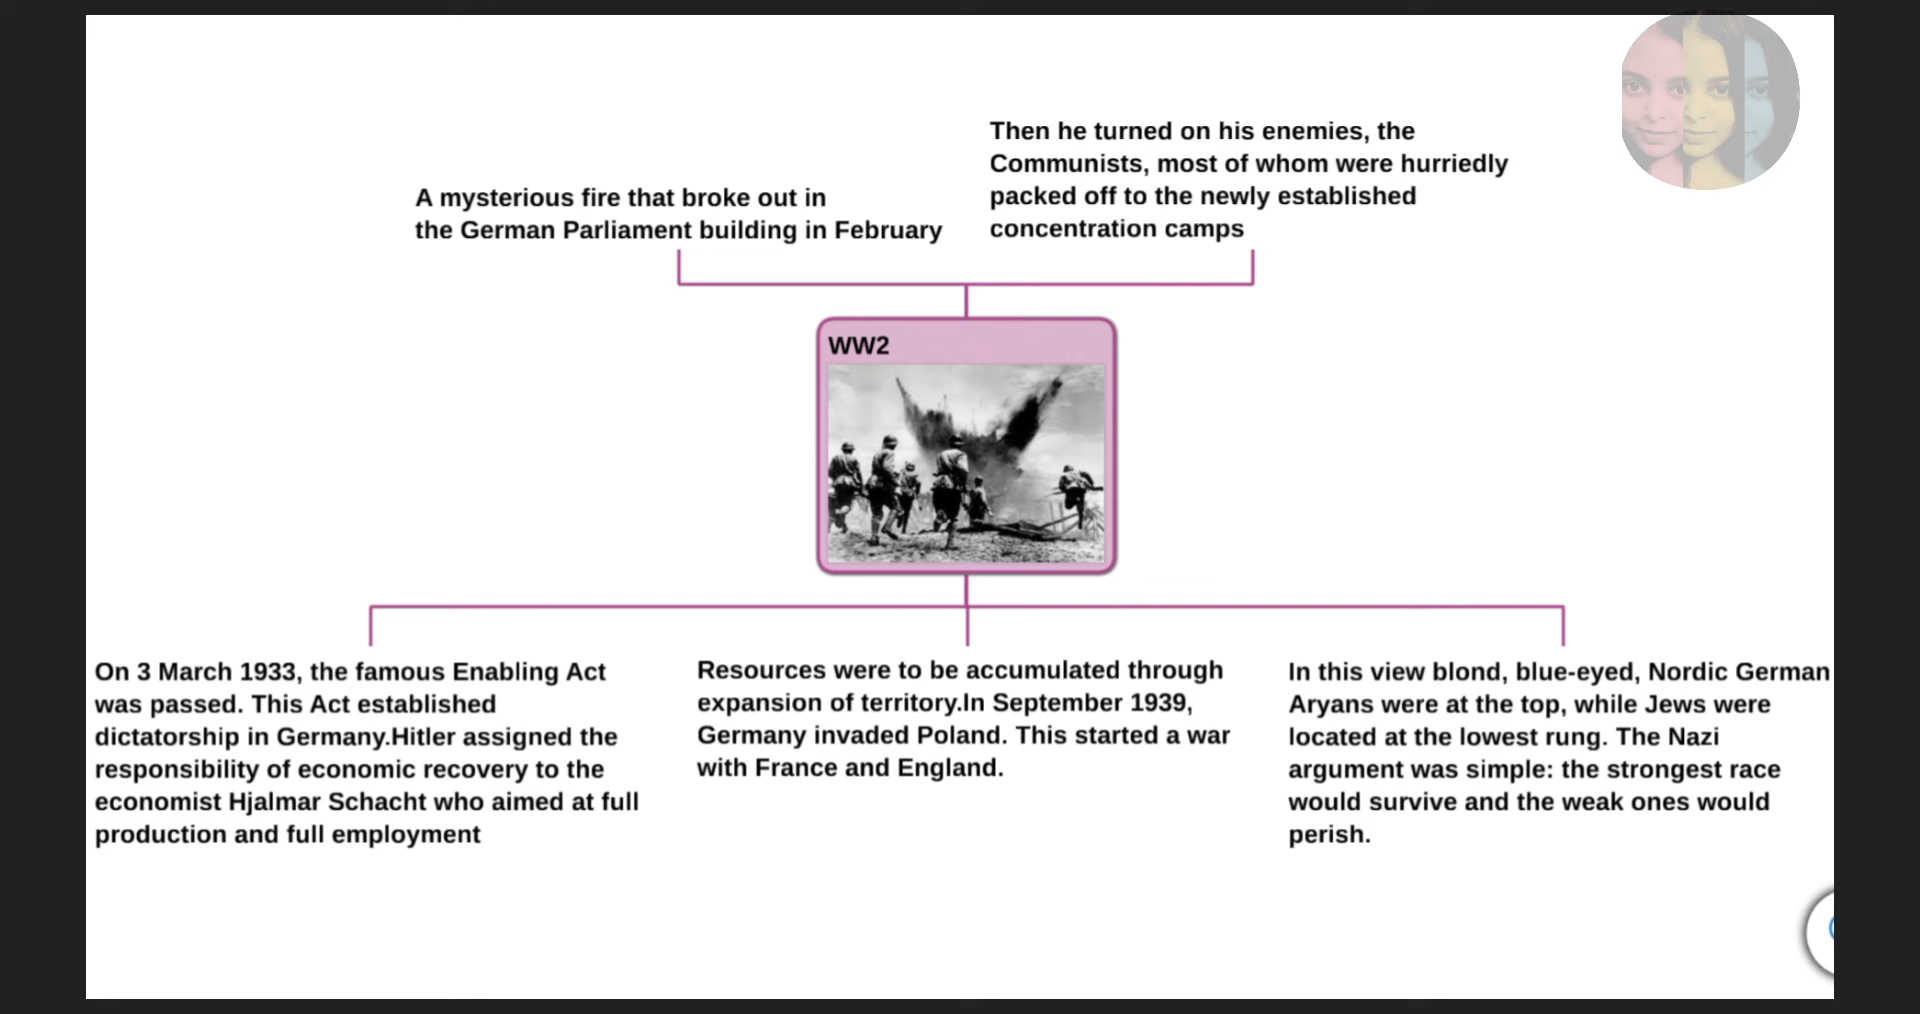 A mysterious fire that broke out in
the German Parliament building in February
Then he turned on his enemies, the
Communists, most of whom were hurriedly
packed off to the newly established
concentration camps
WW2
On 3 March 1933, the famous Enabling Act
was passed. This Act established
dictatorship in Germany.Hitler assigned the
responsibility of economic recovery to the
economist Hjalmar Schacht who aimed at full
production and full employment
Resources were to be accumulated through
expansion of territory.In September 1939,
Germany invaded Poland. This started a war
with France and England.
In this view blond, blue-eyed, Nordic German
Aryans were at the top, while Jews were
located at the lowest rung. The Nazi
argument was simple: the strongest race
would survive and the weak ones would
perish.